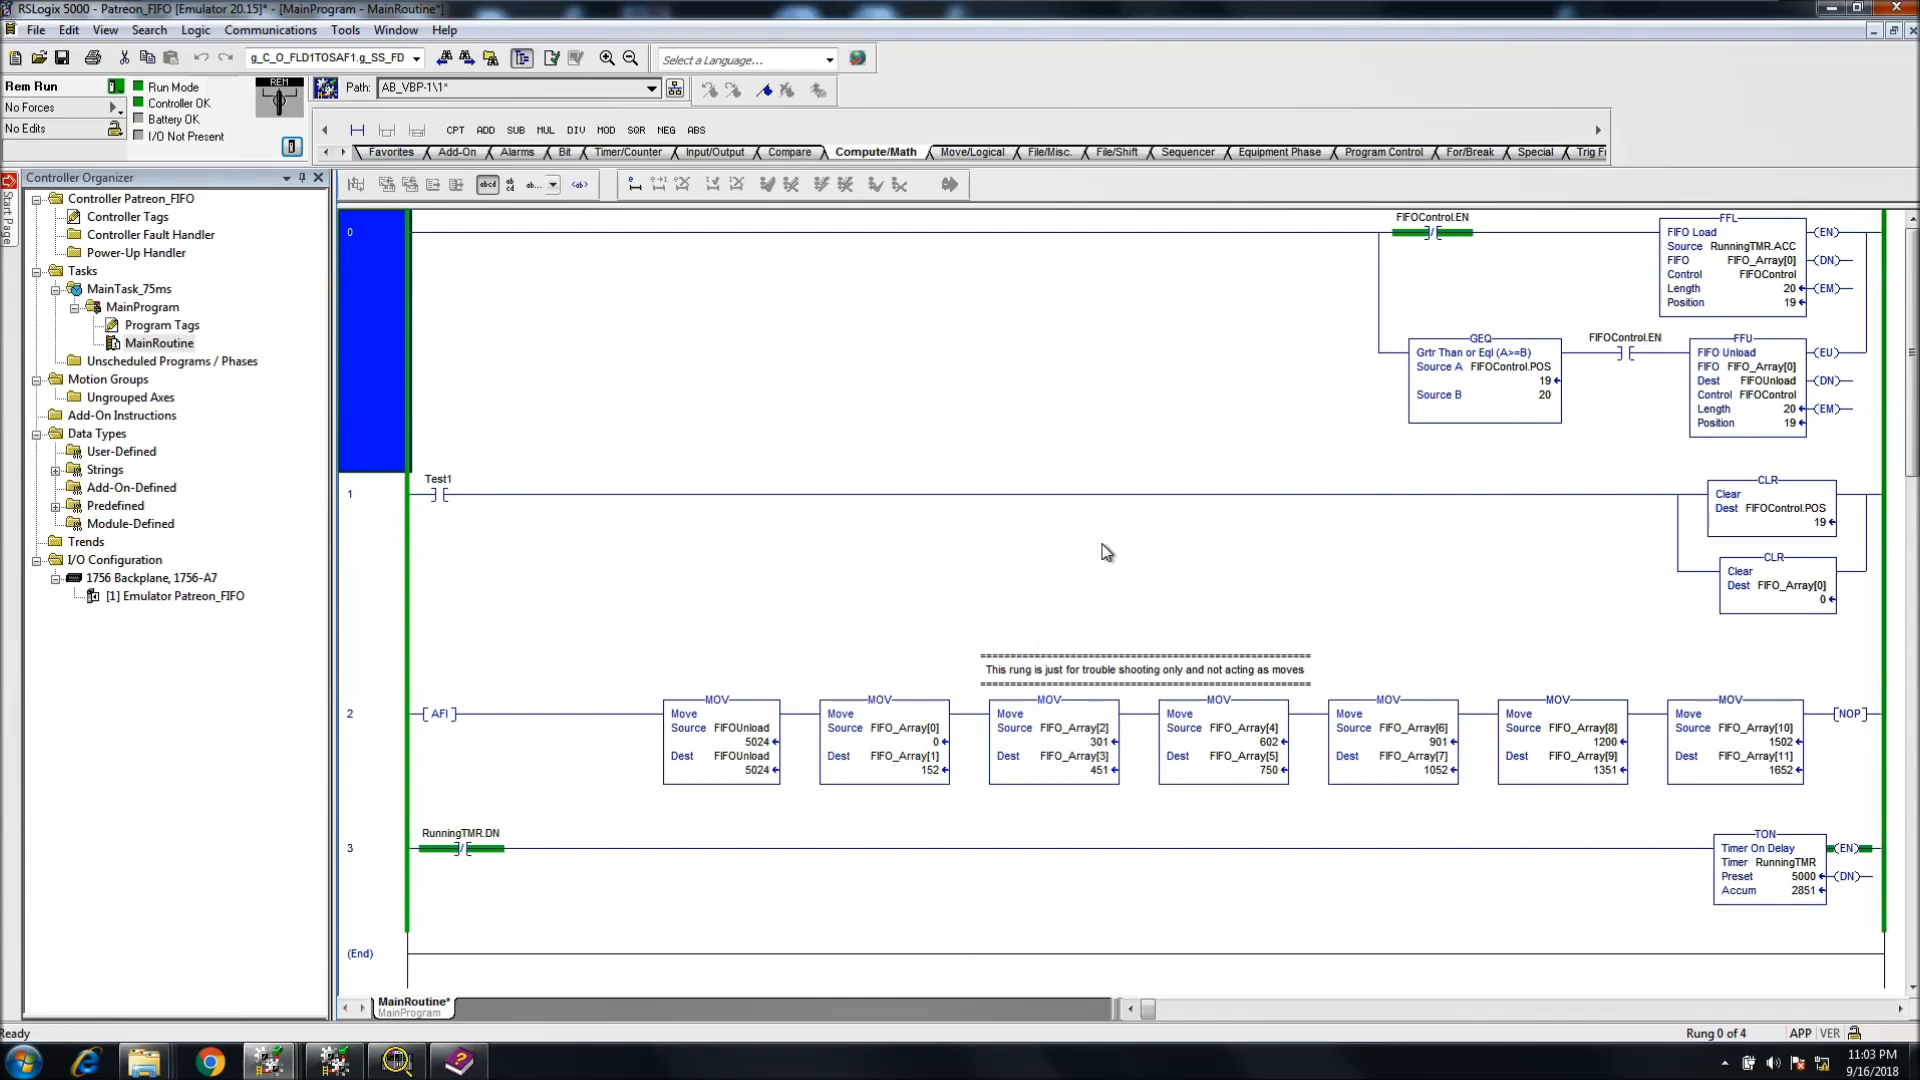 RSLogix 5000 - Patreon_FIFO [Emulator 20.15]* - [MainProgram - MainRoutine*]
File Edit View Search Logic Communications Tools Window Help
g_C_O_FLD1TOSAF1.g_SS_FD
Select a Language...
Rem Run
No Forces
No Edits
Run Mode
Controller OK
Battery OK
I/O Not Present
REM
Path: AB_VBP-1\1*
CPT ADD SUB MUL DIV MOD SQR NEG ABS
Favorites Add-On Alarms Bit Timer/Counter Input/Output Compare Compute/Math Move/Logical File/Misc. File/Shift Sequencer Equipment Phase Program Control For/Break Special Trig F
Start Page
Controller Organizer
Controller Patreon_FIFO
Controller Tags
Controller Fault Handler
Power-Up Handler
Tasks
MainTask_75ms
MainProgram
Program Tags
MainRoutine
Unscheduled Programs / Phases
Motion Groups
Ungrouped Axes
Add-On Instructions
Data Types
User-Defined
Strings
Add-On-Defined
Predefined
Module-Defined
Trends
I/O Configuration
1756 Backplane, 1756-A7
[1] Emulator Patreon_FIFO
0
FIFOControl.EN
/
FFL
FIFO Load
Source RunningTMR.ACC
FIFO FIFO_Array[0]
Control FIFOControl
Length 20
Position 19
EN
DN
EM
GEQ
Grtr Than or Eql (A>=B)
Source A FIFOControl.POS
19
Source B 20
FIFOControl.EN
FFU
FIFO Unload
FIFO FIFO_Array[0]
Dest FIFOUnload
Control FIFOControl
Length 20
Position 19
EU
DN
EM
1
Test1
CLR
Clear
Dest FIFOControl.POS
19
CLR
Clear
Dest FIFO_Array[0]
0
=======================================================
This rung is just for trouble shooting only and not acting as moves
=======================================================
2
AFI
MOV
Move
Source FIFOUnload
5024
Dest FIFOUnload
5024
MOV
Move
Source FIFO_Array[0]
0
Dest FIFO_Array[1]
152
MOV
Move
Source FIFO_Array[2]
301
Dest FIFO_Array[3]
451
MOV
Move
Source FIFO_Array[4]
602
Dest FIFO_Array[5]
750
MOV
Move
Source FIFO_Array[6]
901
Dest FIFO_Array[7]
1052
MOV
Move
Source FIFO_Array[8]
1200
Dest FIFO_Array[9]
1351
MOV
Move
Source FIFO_Array[10]
1502
Dest FIFO_Array[11]
1652
NOP
3
RunningTMR.DN
/
TON
Timer On Delay
Timer RunningTMR
Preset 5000
Accum 2851
EN
DN
(End)
MainRoutine*
MainProgram
Ready
Rung 0 of 4 APP VER
11:03 PM
9/16/2018